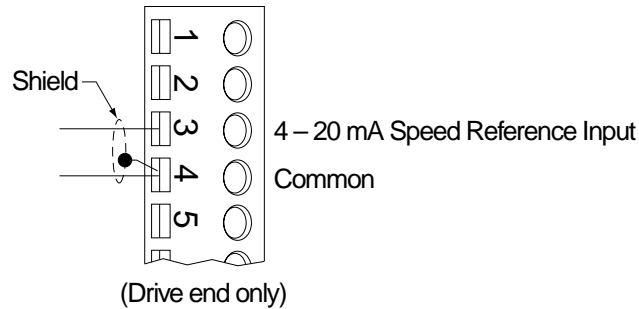 1
2
Shield
3 4 – 20 mA Speed Reference Input
4 Common
5
(Drive end only)